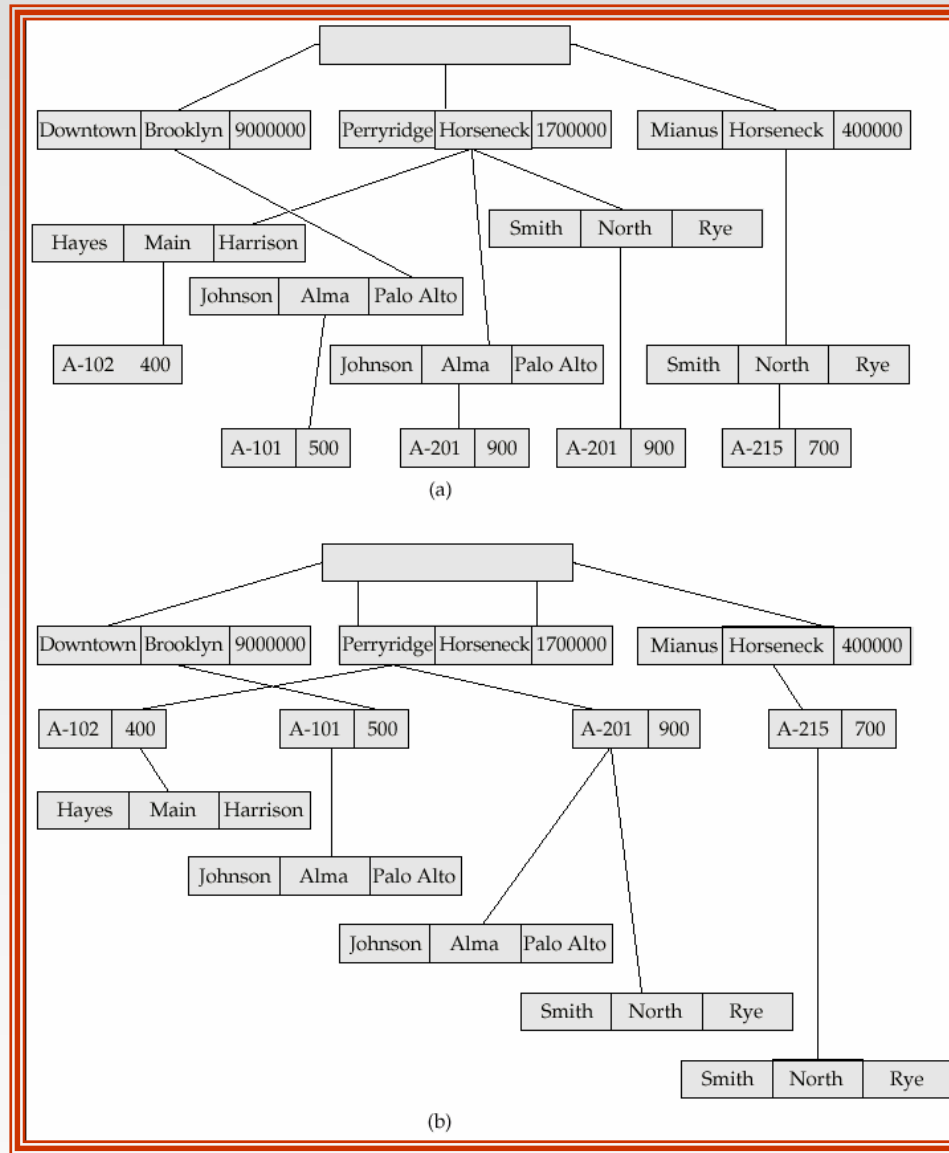 Downtown Brooklyn 9000000 Perryridge Horseneck 1700000 Mianus Horseneck 400000
Smith North Rye
Hayes Main Harrison
Johnson Alma Palo Alto
A-102 400 Johnson Alma Palo Alto Smith North Rye
A-101 500 A-201 900 A-201 900 A-215 700
(a)
Downtown Brooklyn 9000000 Perryridge Horseneck 1700000 Mianus Horseneck 400000
A-102 400 A-101 500 A-201 900 A-215 700
Hayes Main Harrison
Johnson Alma Palo Alto
Johnson Alma Palo Alto
Smith North Rye
Smith North Rye
(b)